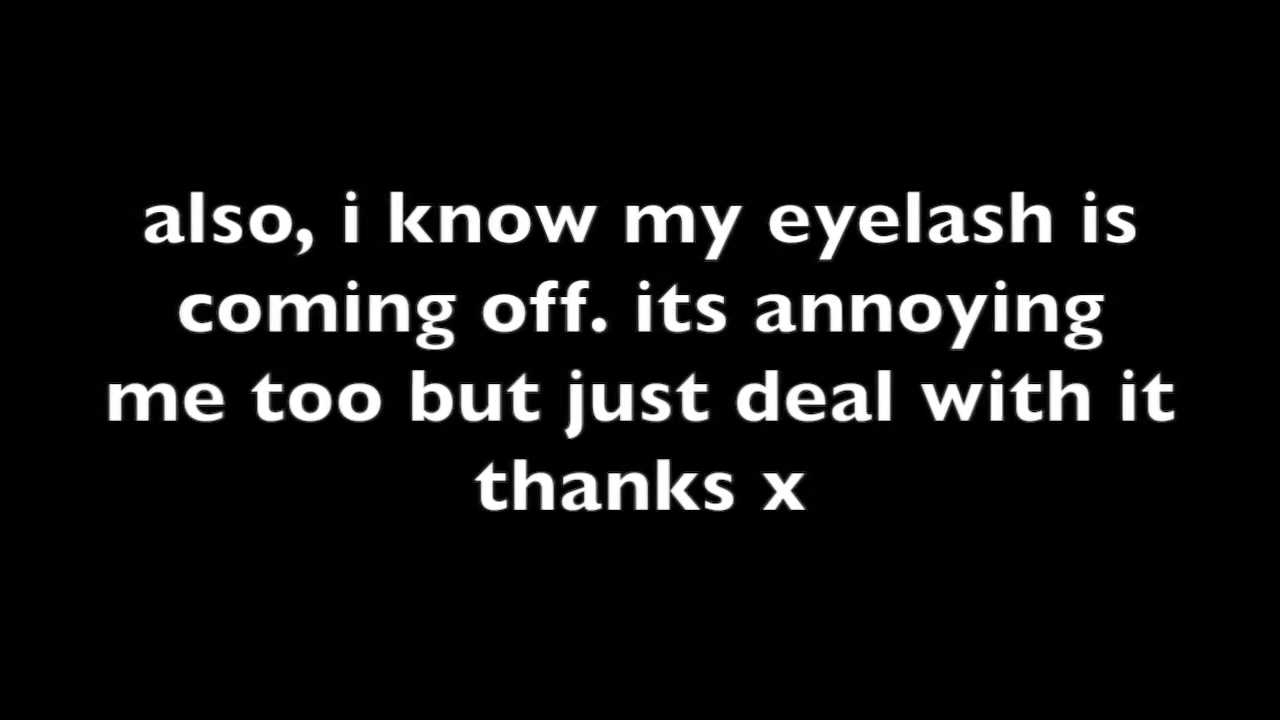 also, i know my eyelash is
coming off. its annoying
me too but just deal with it
thanks x